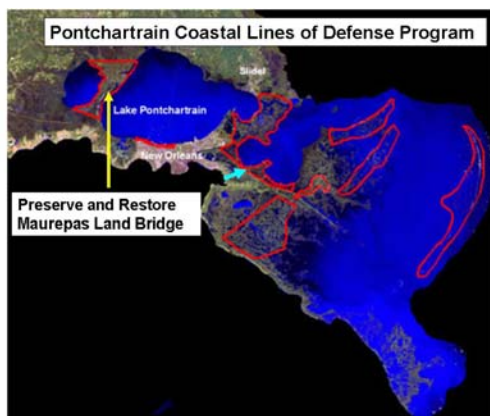 Pontchartrain Coastal Lines of Defense Program
Slidel
Lake Pontchartrain
New Orleans
Preserve and Restore
Maurepas Land Bridge